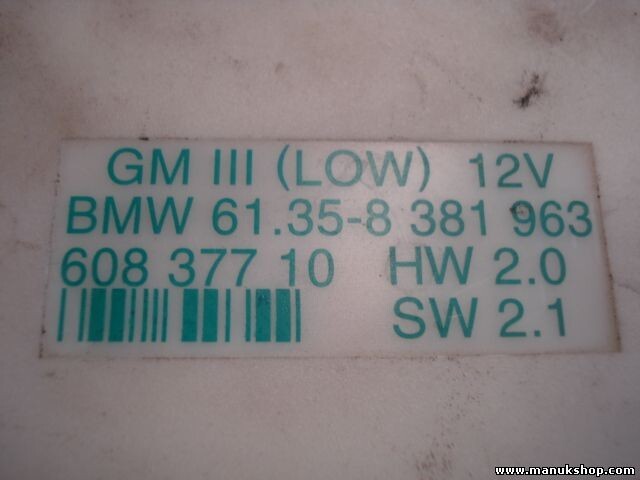 GM III (LOW) 12V
BMW 61.35-8 381 963
608 377 10 HW 2.0
SW 2.1
www.manukshop.com